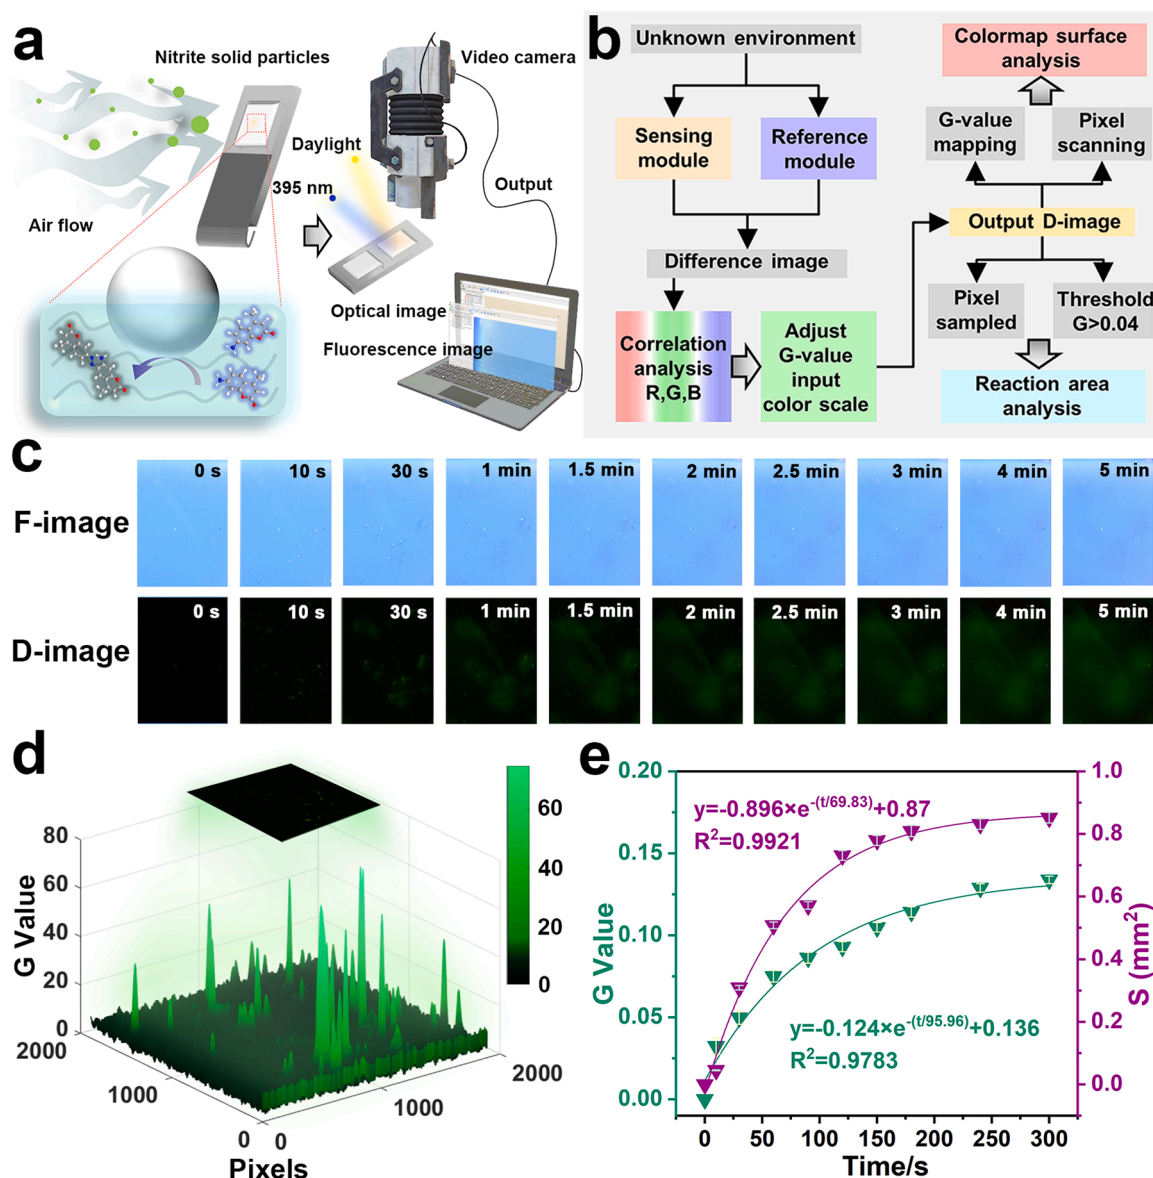 a
Nitrite solid particles
Video camera
Daylight
395 nm
Output
Air flow
Optical image
Fluorescence image
b
Unknown environment
Sensing
module
Reference
module
Difference image
Correlation
analysis
R,G,B
Adjust
G-value
input
color scale
Colormap surface
analysis
G-value
mapping
Pixel
scanning
Output D-image
Pixel
sampled
Threshold
G>0.04
Reaction area
analysis
c
F-image
0 s 10 s 30 s 1 min 1.5 min 2 min 2.5 min 3 min 4 min 5 min
D-image
0 s 10 s 30 s 1 min 1.5 min 2 min 2.5 min 3 min 4 min 5 min
d
G Value
80
60
40
20
0
2000
1000
0
0
1000
2000
Pixels
60
40
20
0
e
G Value
0.20
0.15
0.10
0.05
0.00
y=-0.896×e-(t/69.83)+0.87
R2=0.9921
y=-0.124×e-(t/95.96)+0.136
R2=0.9783
1.0
0.8
0.6
0.4
0.2
0.0
S (mm2)
0 50 100 150 200 250 300
Time/s